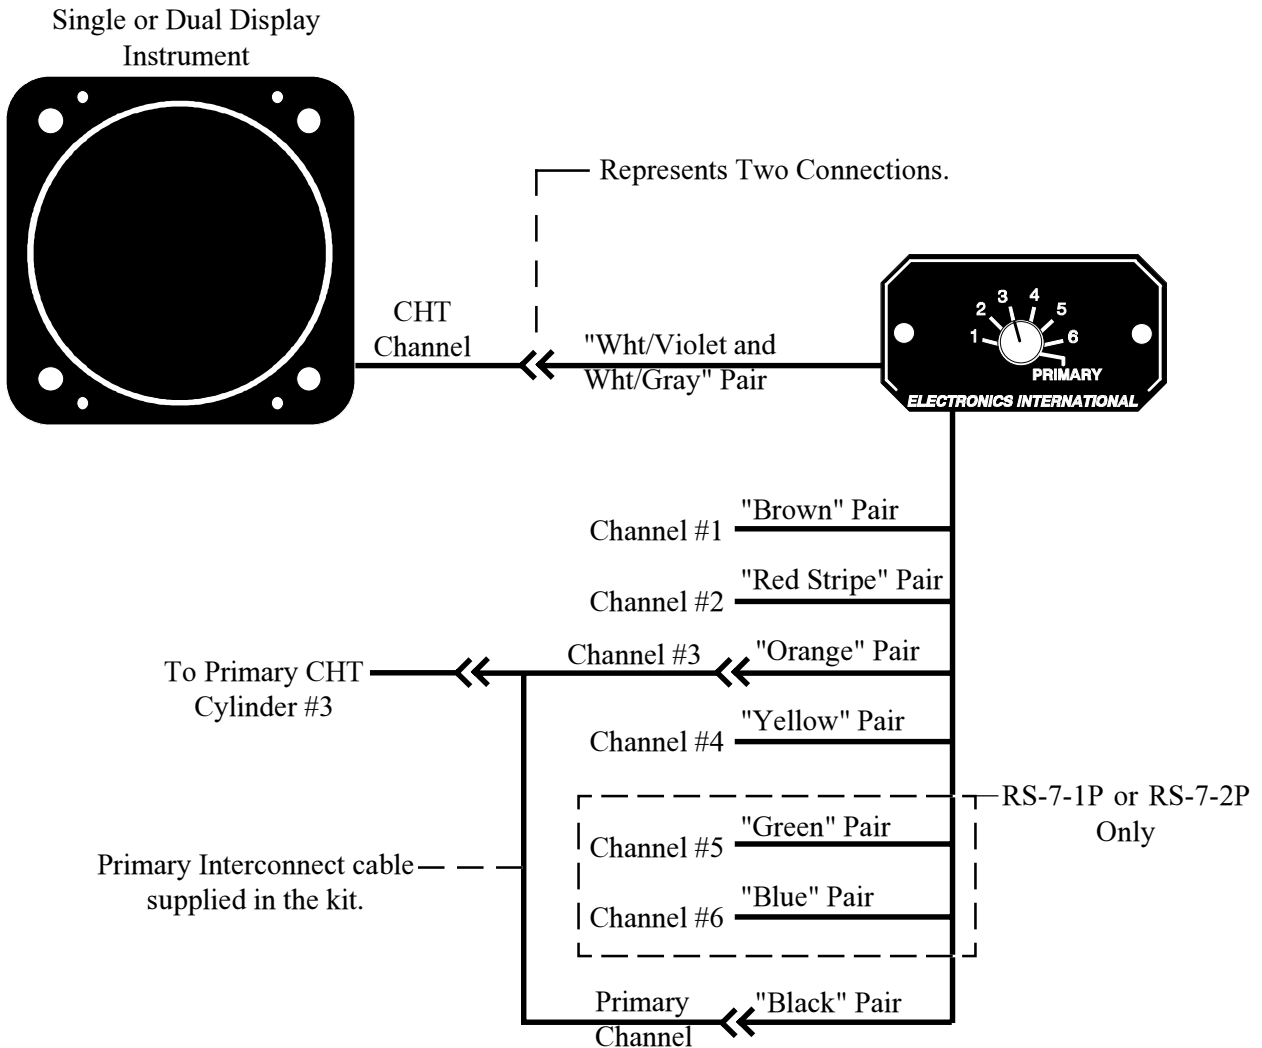 Single or Dual Display
Instrument
Represents Two Connections.
CHT
Channel
"Wht/Violet and
Wht/Gray" Pair
1
2
3
4
5
6
PRIMARY
ELECTRONICS INTERNATIONAL
"Brown" Pair
Channel #1
"Red Stripe" Pair
Channel #2
"Orange" Pair
Channel #3
To Primary CHT
Cylinder #3
"Yellow" Pair
Channel #4
RS-7-1P or RS-7-2P
Only
"Green" Pair
Channel #5
Primary Interconnect cable
supplied in the kit.
"Blue" Pair
Channel #6
Primary
Channel
"Black" Pair